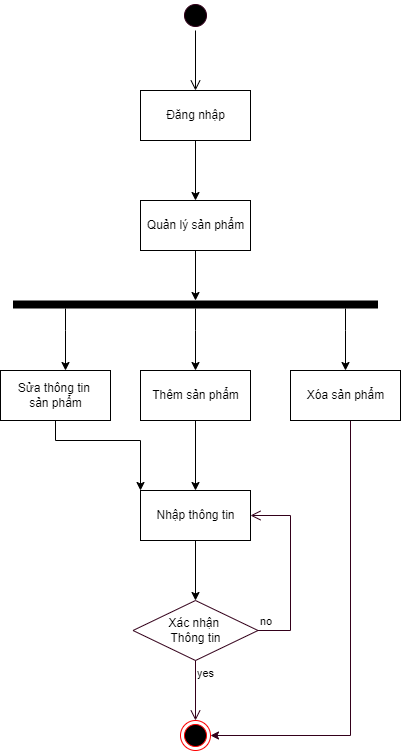 Đăng nhập
Quản lý sản phẩm
Sửa thông tin
sản phẩm
Thêm sản phẩm
Xóa sản phẩm
Nhập thông tin
Xác nhận
Thông tin
no
yes